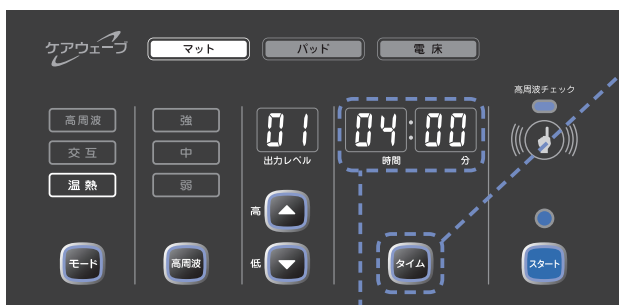 ケアウェーブ
マット
パッド
電床
高周波チェック
高周波
交互
温熱
強
中
弱
01
出力レベル
04:00
時間
分
高
低
モード
高周波
タイム
スタート